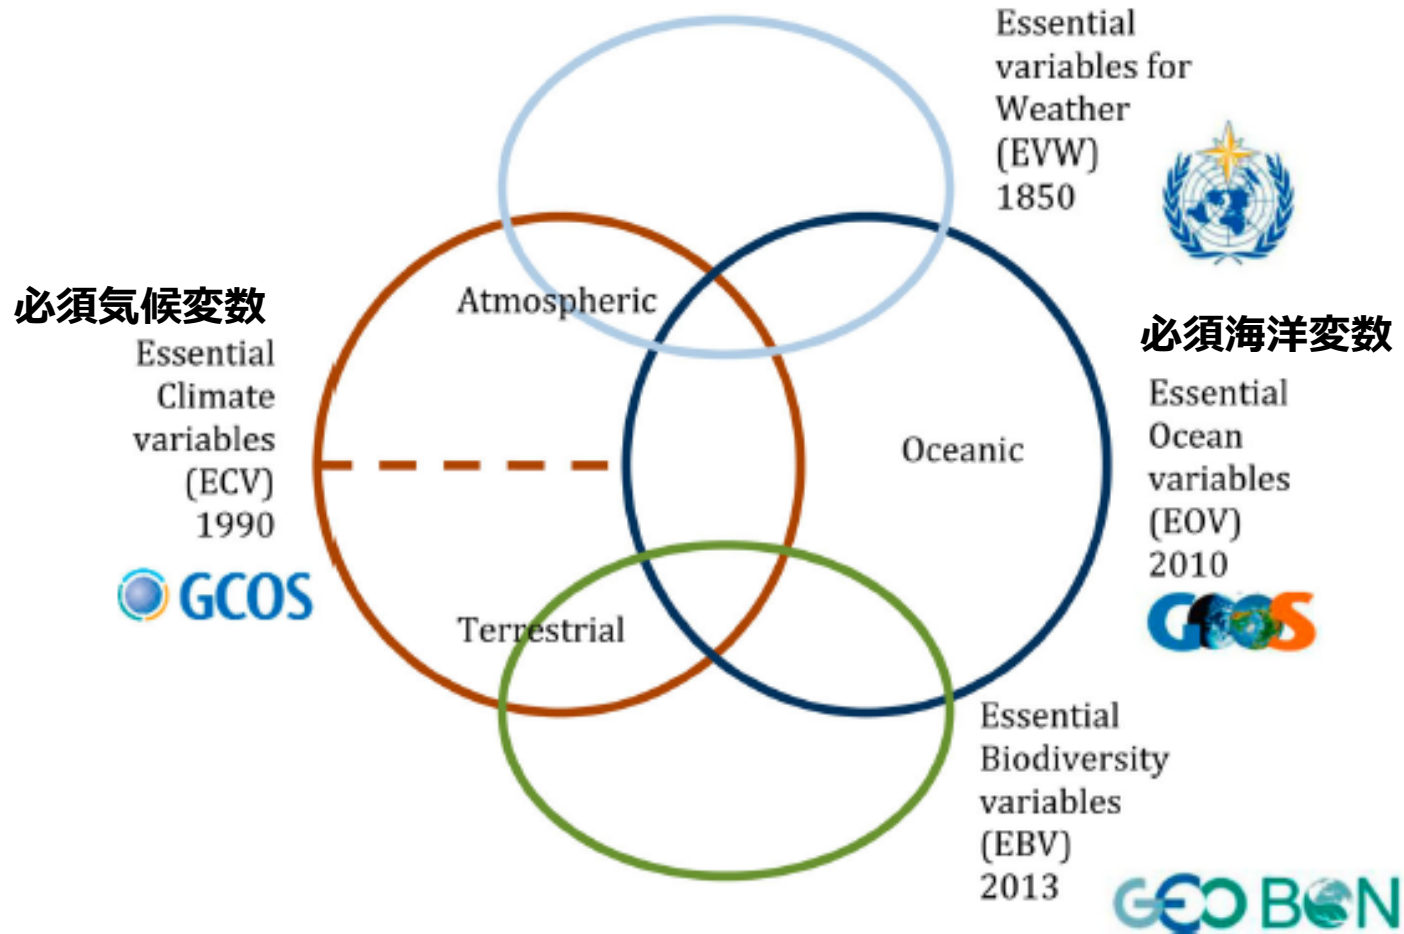 Essential
variables for
Weather
(EVW)
1850
必須気候変数
Essential
Climate
variables
(ECV)
1990
GCOS
Atmospheric
Oceanic
Terrestrial
必須海洋変数
Essential
Ocean
variables
(EOV)
2010
GOOS
Essential
Biodiversity
variables
(EBV)
2013
GEO BON